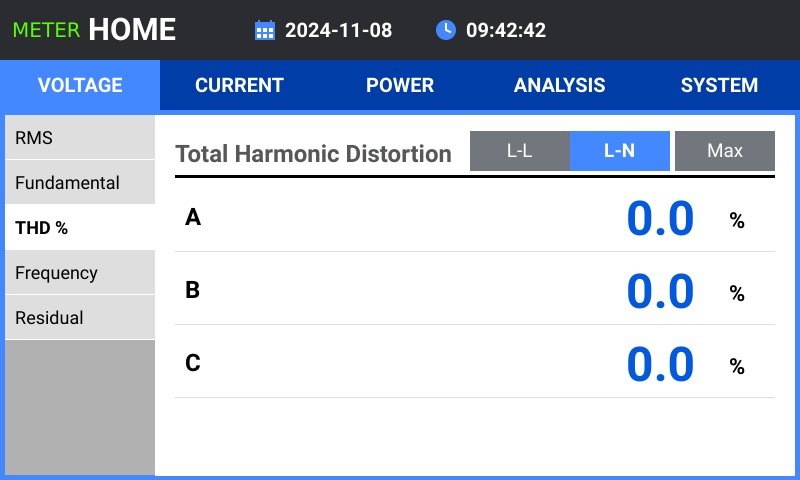 METER HOME 2024-11-08 09:42:42
VOLTAGE CURRENT POWER ANALYSIS SYSTEM
RMS
Fundamental
THD %
Frequency
Residual
Total Harmonic Distortion L-L L-N Max
A 0.0 %
B 0.0 %
C 0.0 %